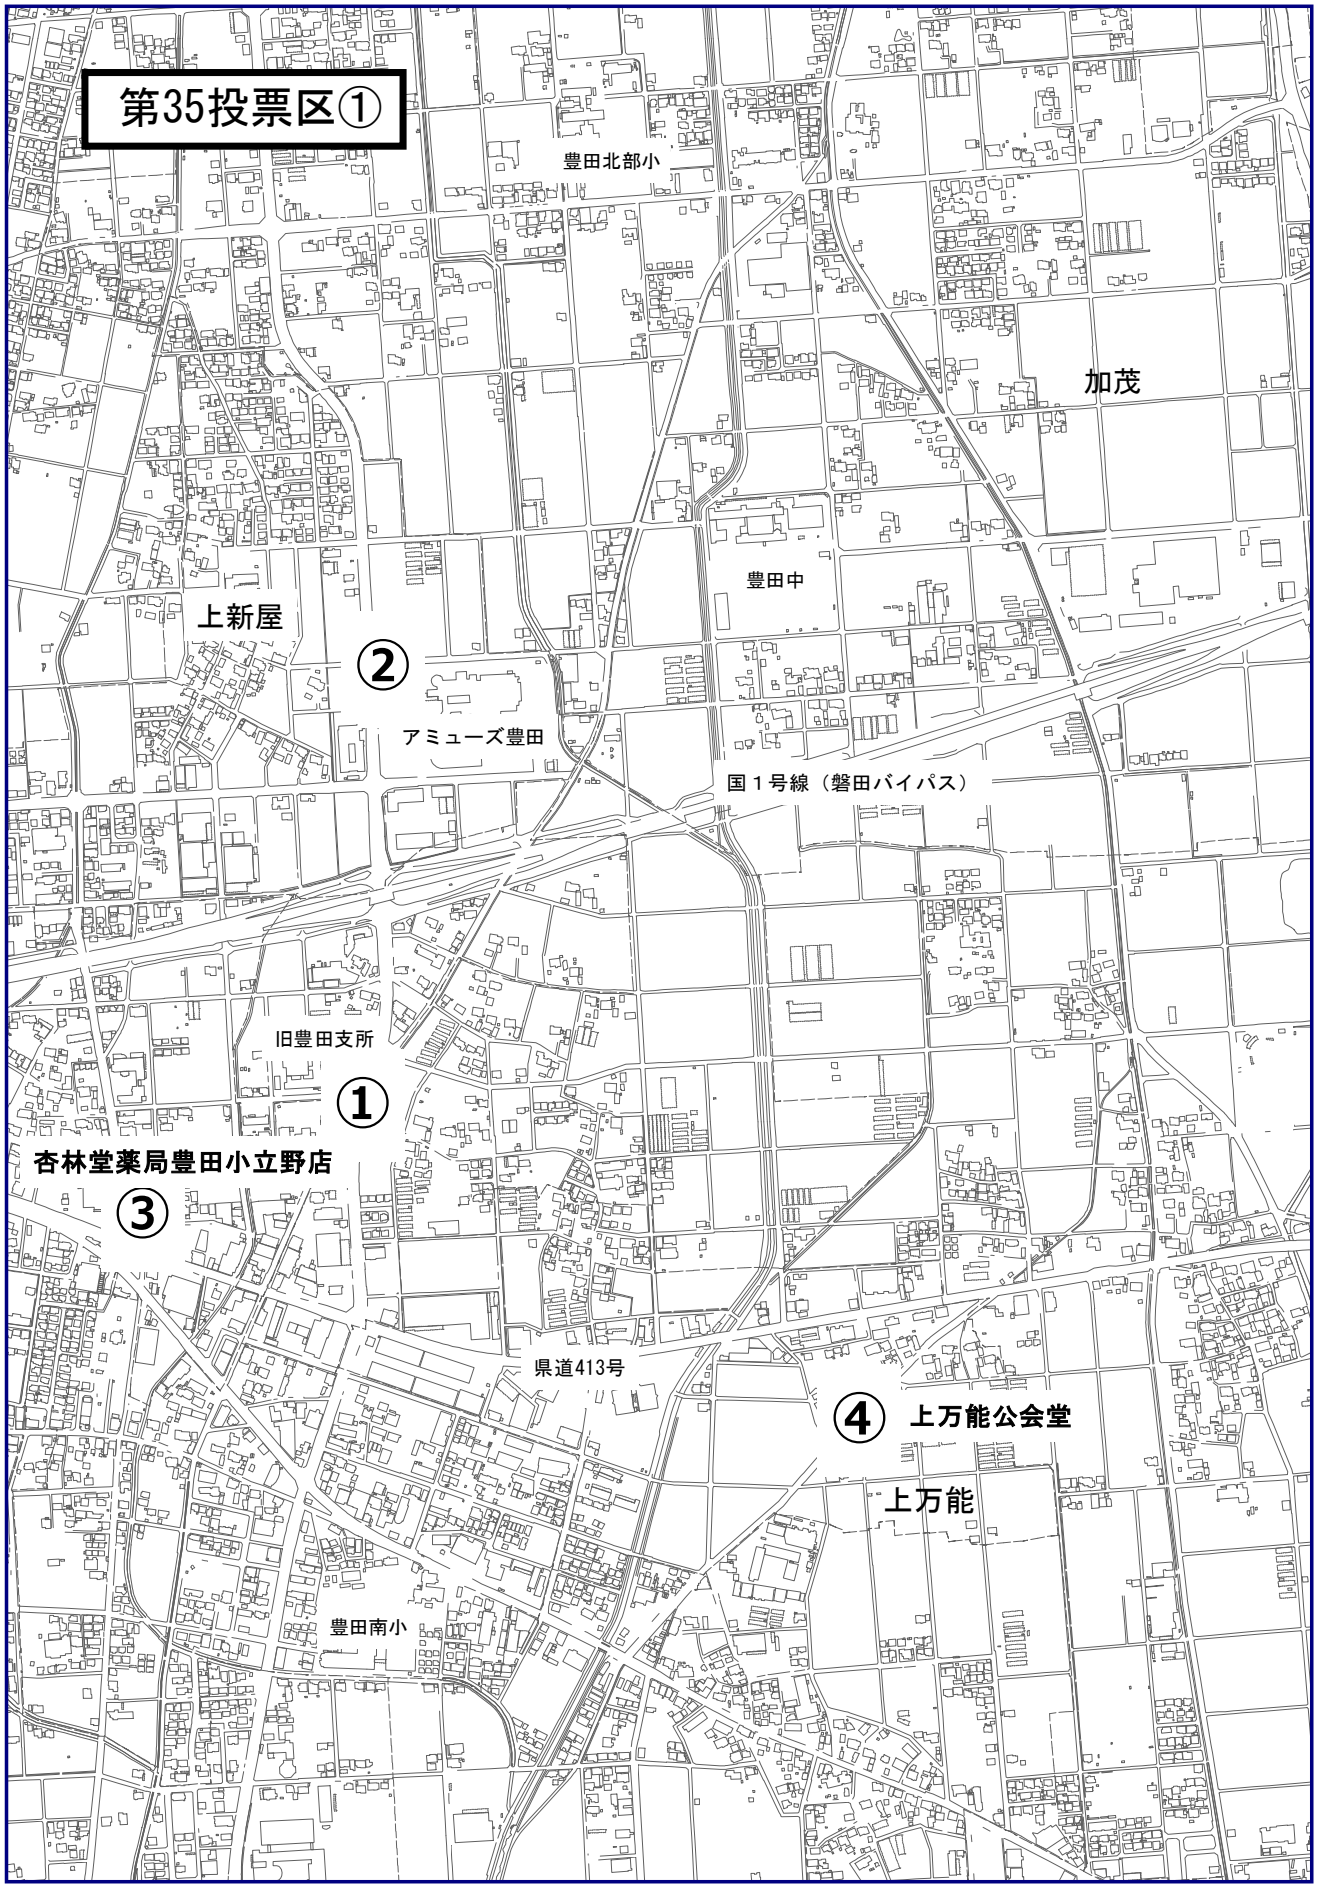 第35投票区①
豊田北部小
加茂
豊田中
上新屋
②
アミューズ豊田
国１号線（磐田バイパス）
旧豊田支所
①
杏林堂薬局豊田小立野店
③
県道413号
④ 上万能公会堂
上万能
豊田南小